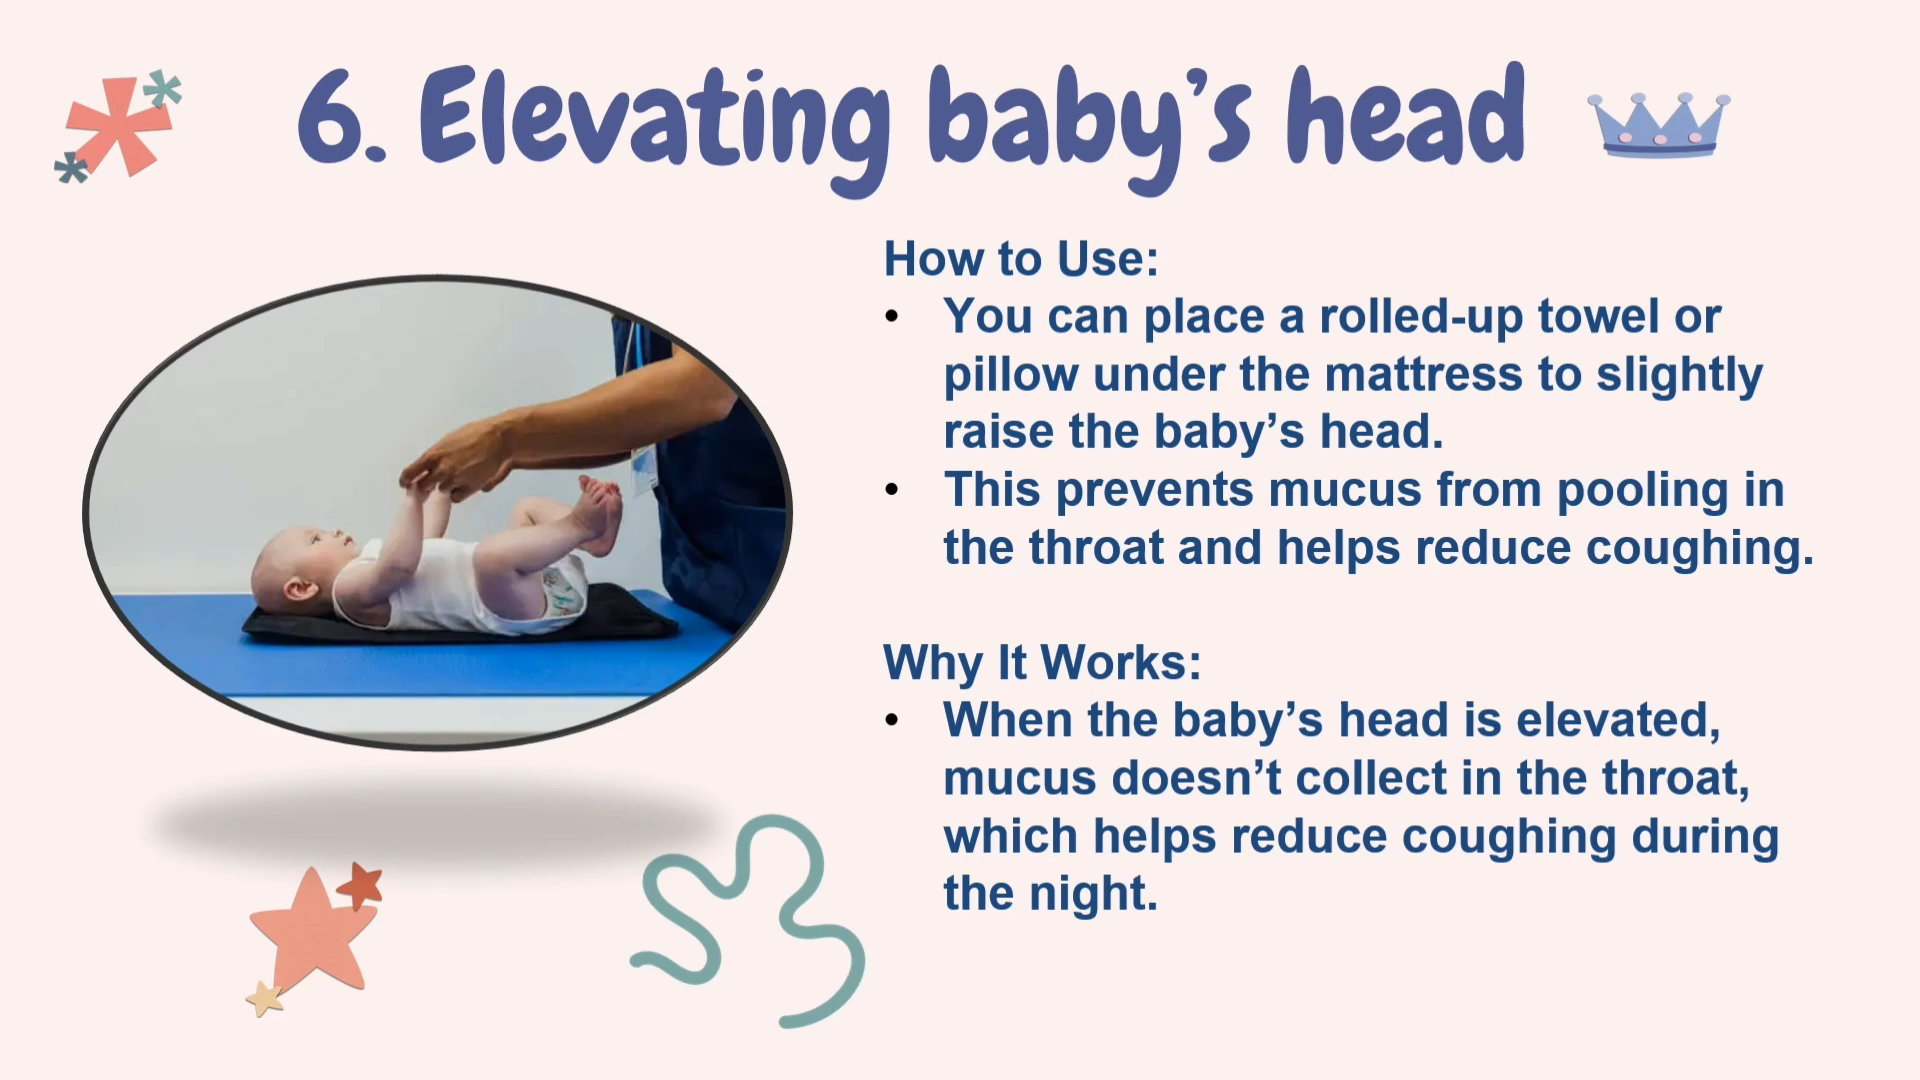 6. Elevating baby’s head
How to Use:
• You can place a rolled-up towel or
pillow under the mattress to slightly
raise the baby’s head.
• This prevents mucus from pooling in
the throat and helps reduce coughing.
Why It Works:
• When the baby’s head is elevated,
mucus doesn’t collect in the throat,
which helps reduce coughing during
the night.